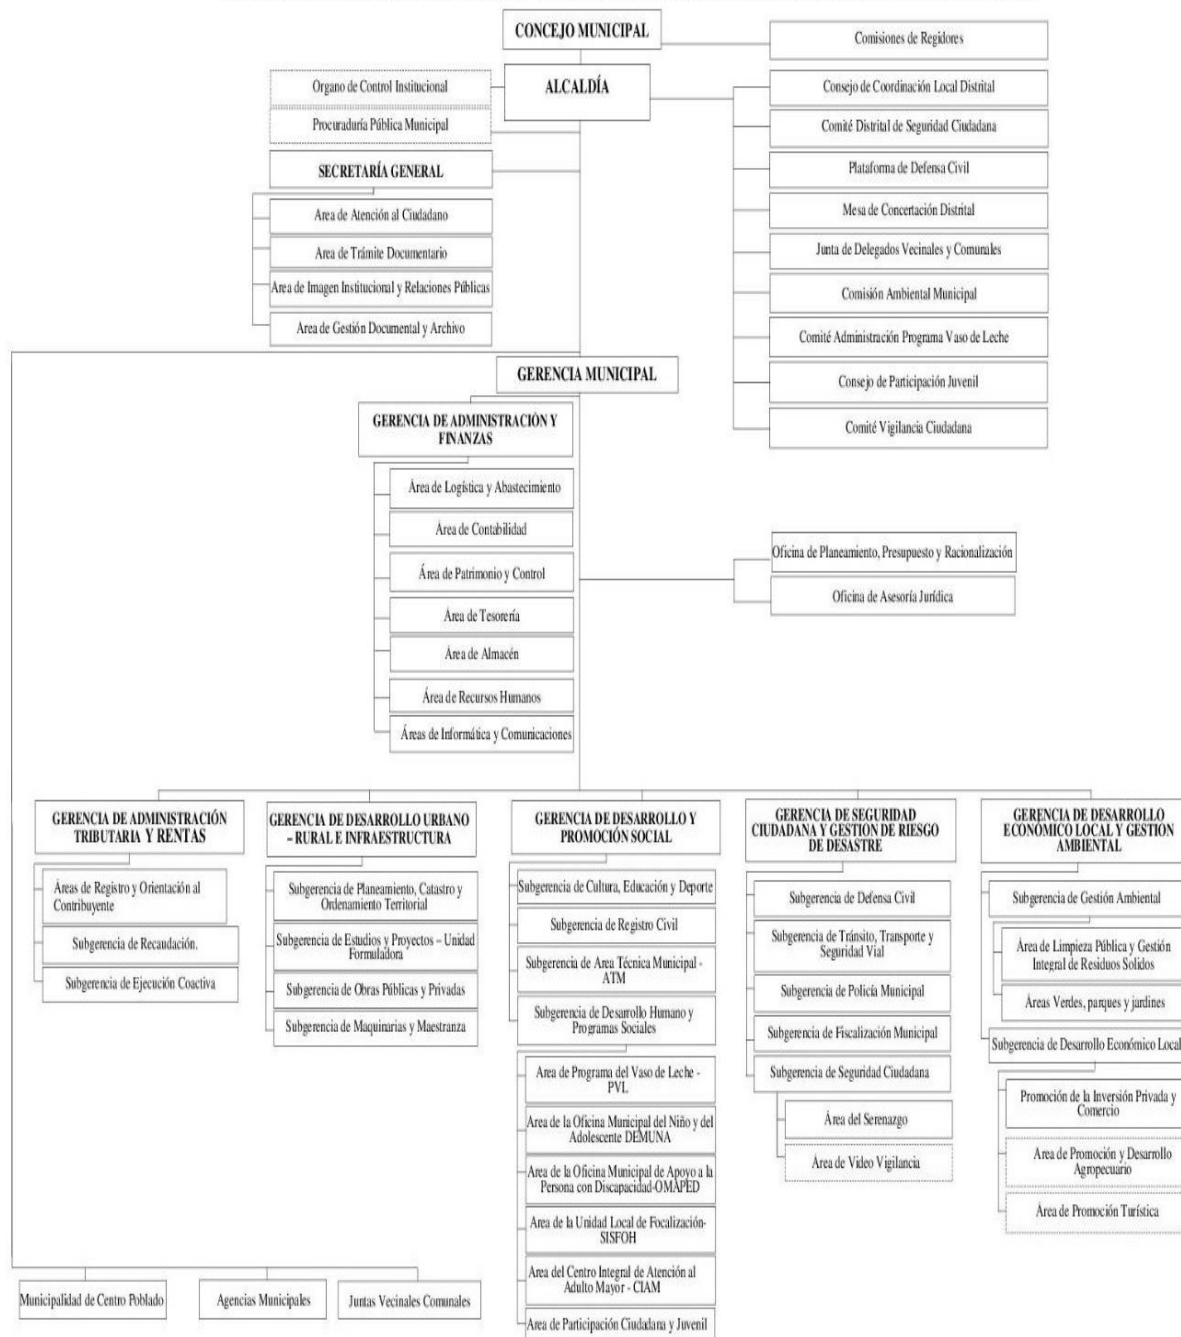 CONCEJO MUNICIPAL
Comisiones de Regidores
ALCALDÍA
Organo de Control Institucional
Procuraduría Pública Municipal
SECRETARÍA GENERAL
Area de Atención al Ciudadano
Area de Trámite Documentario
Area de Imagen Institucional y Relaciones Públicas
Area de Gestión Documental y Archivo
Consejo de Coordinación Local Distrital
Comité Distrital de Seguridad Ciudadana
Plataforma de Defensa Civil
Mesa de Concertación Distrital
Junta de Delegados Vecinales y Comunales
Comisión Ambiental Municipal
Comité Administración Programa Vaso de Leche
Consejo de Participación Juvenil
Comité Vigilancia Ciudadana
GERENCIA MUNICIPAL
GERENCIA DE ADMINISTRACIÓN Y
FINANZAS
Área de Logística y Abastecimiento
Área de Contabilidad
Área de Patrimonio y Control
Área de Tesorería
Área de Almacén
Área de Recursos Humanos
Áreas de Informática y Comunicaciones
Oficina de Planeamiento, Presupuesto y Racionalización
Oficina de Asesoría Jurídica
GERENCIA DE ADMINISTRACIÓN
TRIBUTARIA Y RENTAS
Áreas de Registro y Orientación al
Contribuyente
Subgerencia de Recaudación.
Subgerencia de Ejecución Coactiva
GERENCIA DE DESARROLLO URBANO
– RURAL E INFRAESTRUCTURA
Subgerencia de Planeamiento, Catastro y
Ordenamiento Territorial
Subgerencia de Estudios y Proyectos – Unidad
Formuladora
Subgerencia de Obras Públicas y Privadas
Subgerencia de Maquinarias y Maestranza
GERENCIA DE DESARROLLO Y
PROMOCIÓN SOCIAL
Subgerencia de Cultura, Educación y Deporte
Subgerencia de Registro Civil
Subgerencia de Area Técnica Municipal -
ATM
Subgerencia de Desarrollo Humano y
Programas Sociales
Area de Programa del Vaso de Leche -
PVL
Area de la Oficina Municipal del Niño y del
Adolescente DEMUNA
Area de la Oficina Municipal de Apoyo a la
Persona con Discapacidad-OMAPED
Area de la Unidad Local de Focalización-
SISFOH
Area del Centro Integral de Atención al
Adulto Mayor - CIAM
Area de Participación Ciudadana y Juvenil
GERENCIA DE SEGURIDAD
CIUDADANA Y GESTION DE RIESGO
DE DESASTRE
Subgerencia de Defensa Civil
Subgerencia de Tránsito, Transporte y
Seguridad Vial
Subgerencia de Policía Municipal
Subgerencia de Fiscalización Municipal
Subgerencia de Seguridad Ciudadana
Área del Serenazgo
Área de Video Vigilancia
GERENCIA DE DESARROLLO
ECONÓMICO LOCAL Y GESTION
AMBIENTAL
Subgerencia de Gestión Ambiental
Área de Limpieza Pública y Gestión
Integral de Residuos Solidos
Áreas Verdes, parques y jardines
Subgerencia de Desarrollo Económico Local
Promoción de la Inversión Privada y
Comercio
Area de Promoción y Desarrollo
Agropecuario
Área de Promoción Turística
Municipalidad de Centro Poblado
Agencias Municipales
Juntas Vecinales Comunales